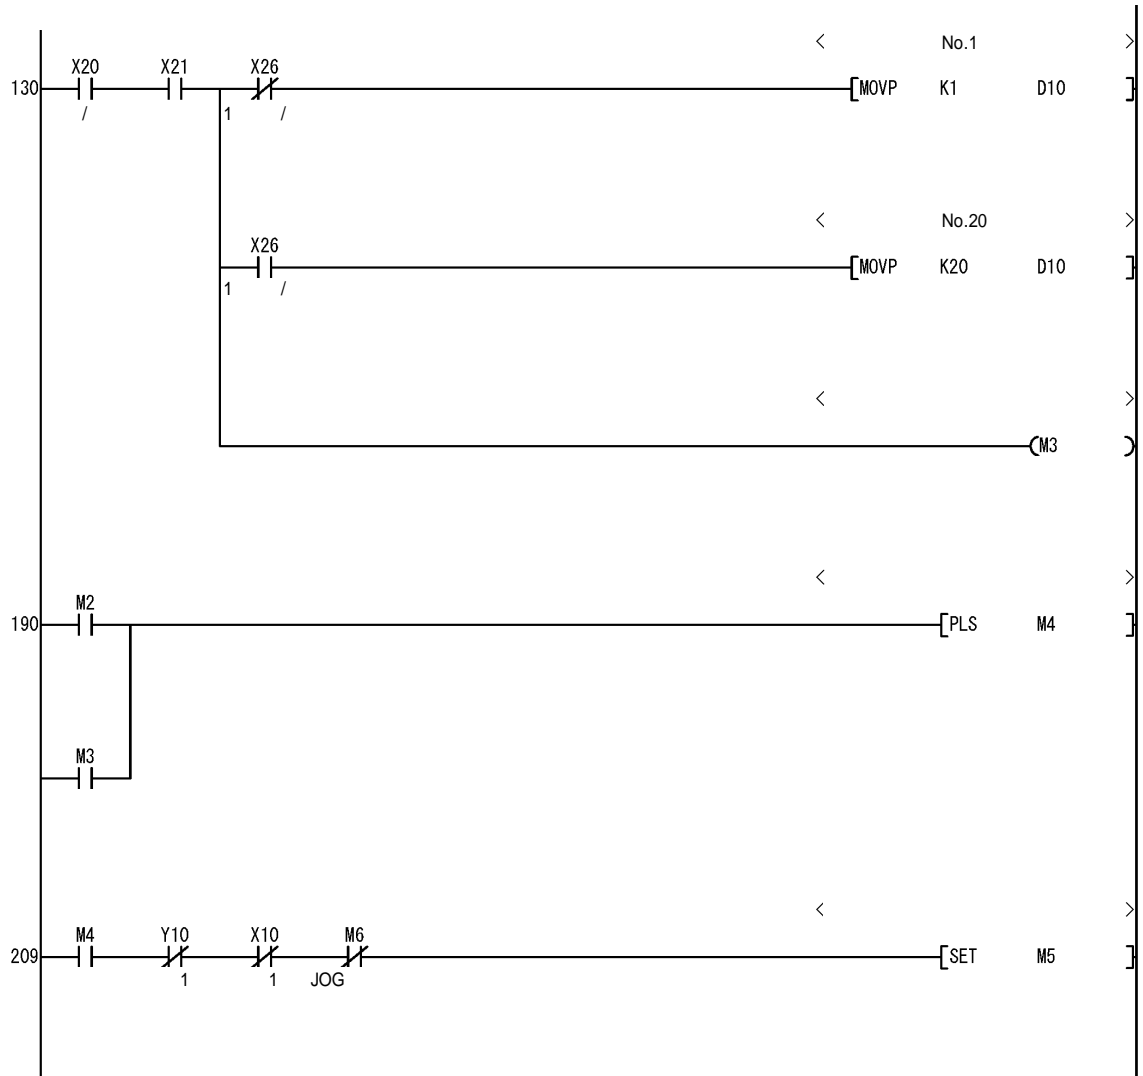 < No.1 >
X20 X21 X26
130 [MOVP K1 D10 ]
/ 1 /
< No.20 >
X26
[MOVP K20 D10 ]
1 /
< >
(M3 )
< >
M2
190 [PLS M4 ]
M3
< >
M4 Y10 X10 M6
209 [SET M5 ]
1 1 JOG